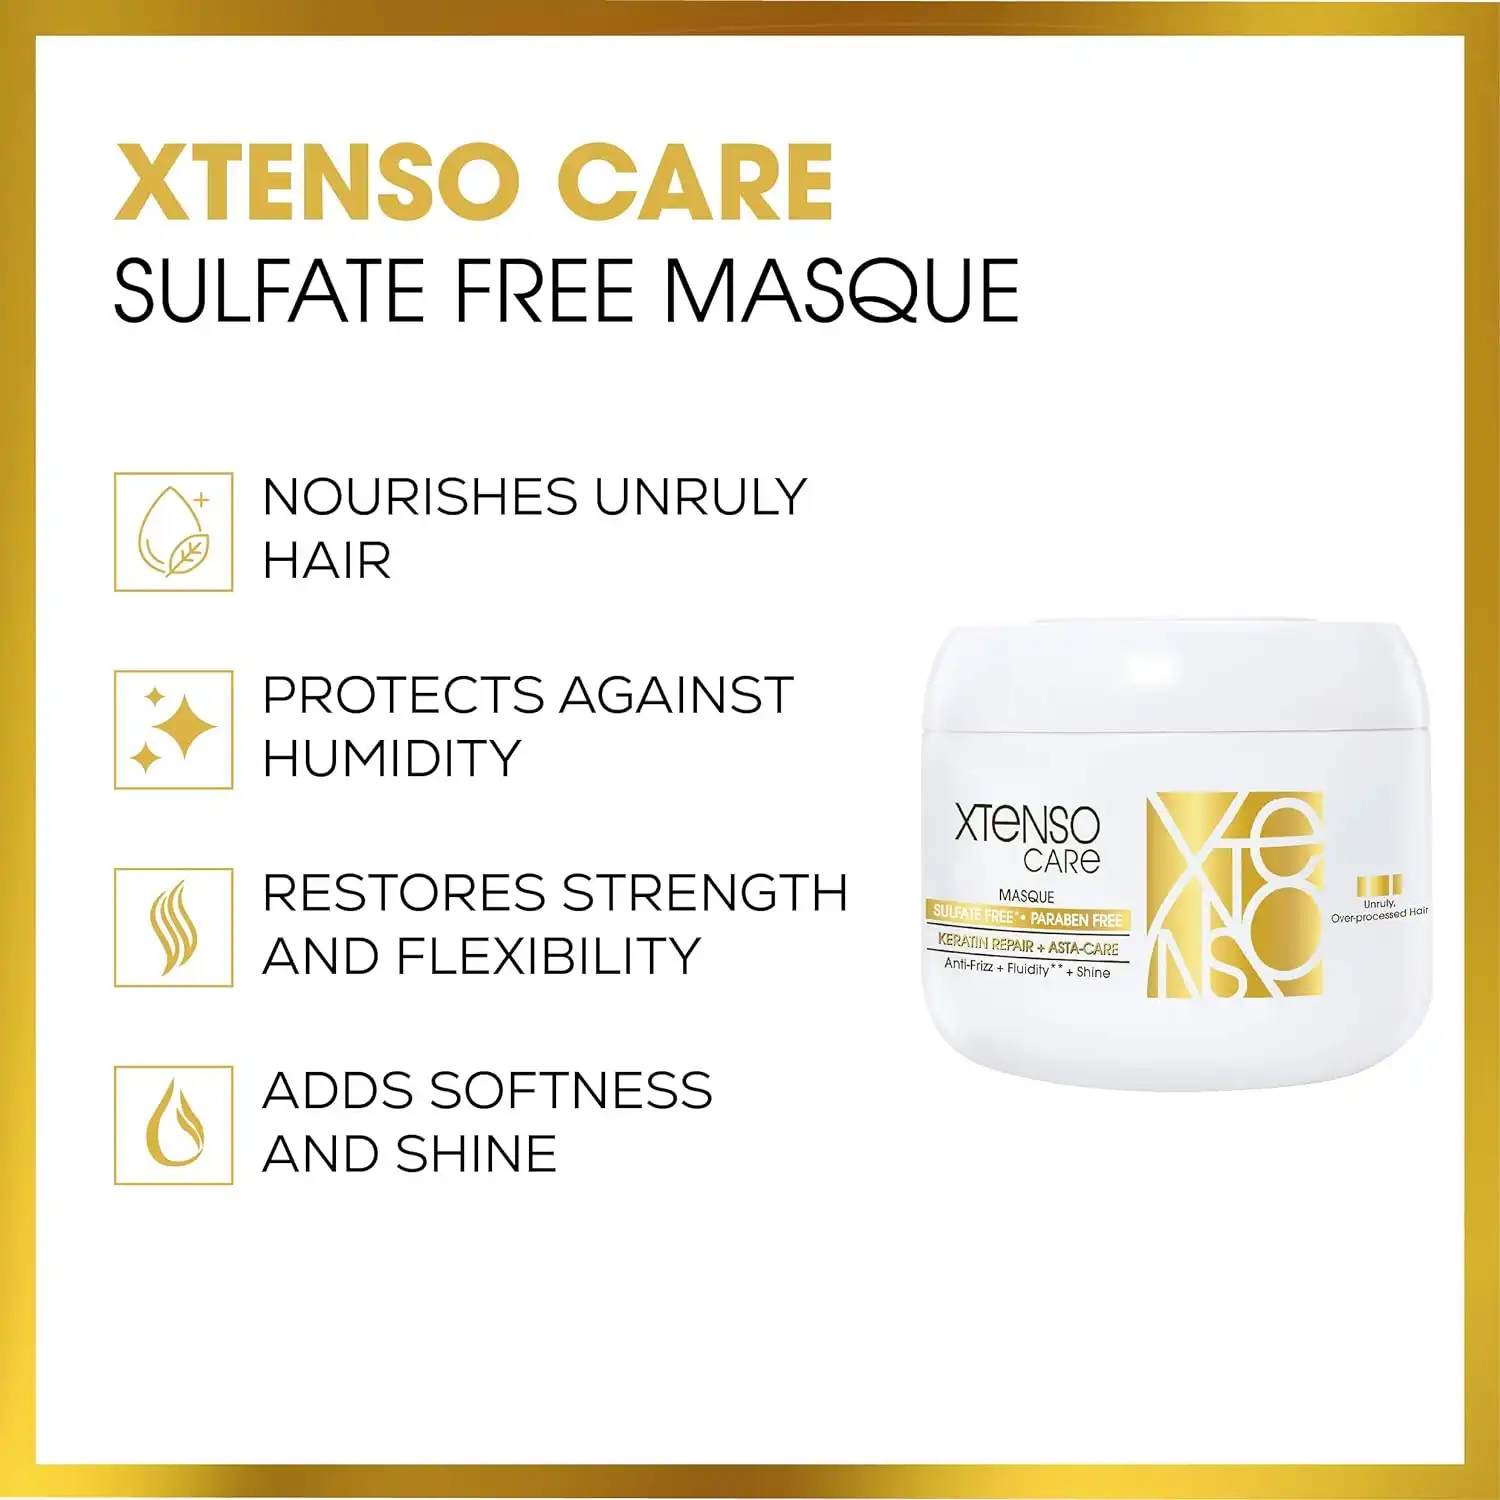 XTENSO CARE
SULFATE FREE MASQUE
NOURISHES UNRULY
HAIR
PROTECTS AGAINST
HUMIDITY
RESTORES STRENGTH
AND FLEXIBILITY
ADDS SOFTNESS
AND SHINE
XTeNSO
CARe
MASQUE
SULFATE FREE*• PARABEN FREE
KERATIN REPAIR + ASTA-CARE
Anti-Frizz + Fluidity** + Shine
XTeNSO
Unruly,
Over-processed Hair